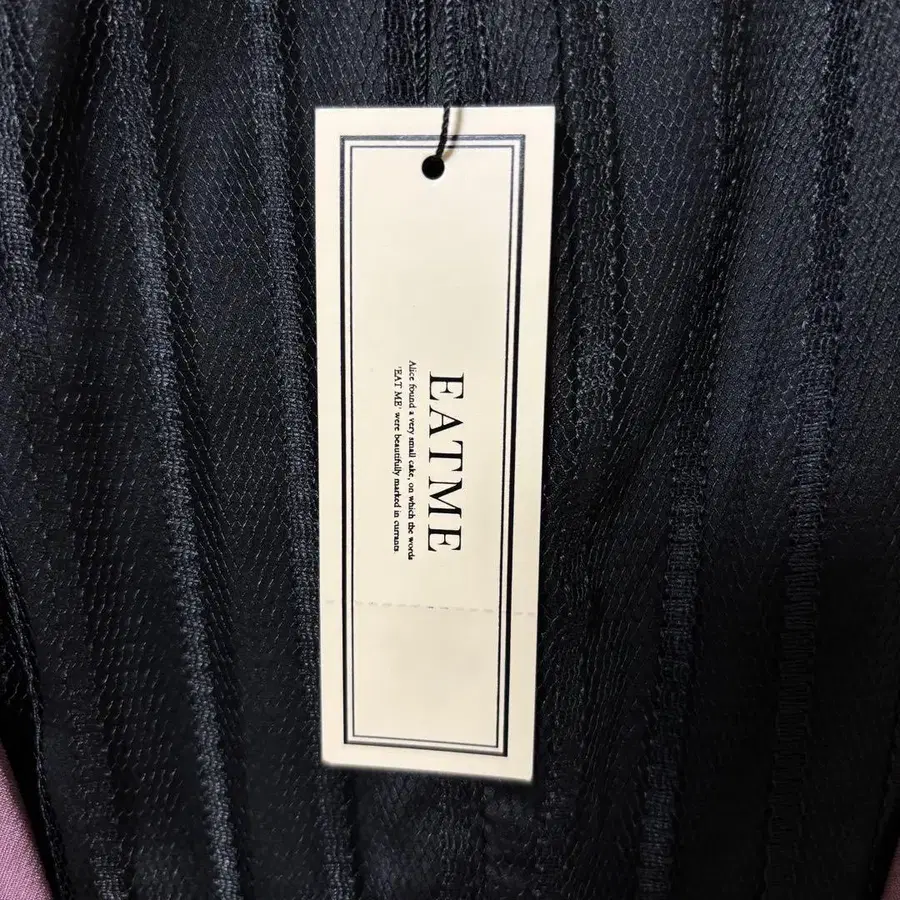 EATME
Alice found a very small cake, on which the words
'EAT ME' were beautifully marked in currants